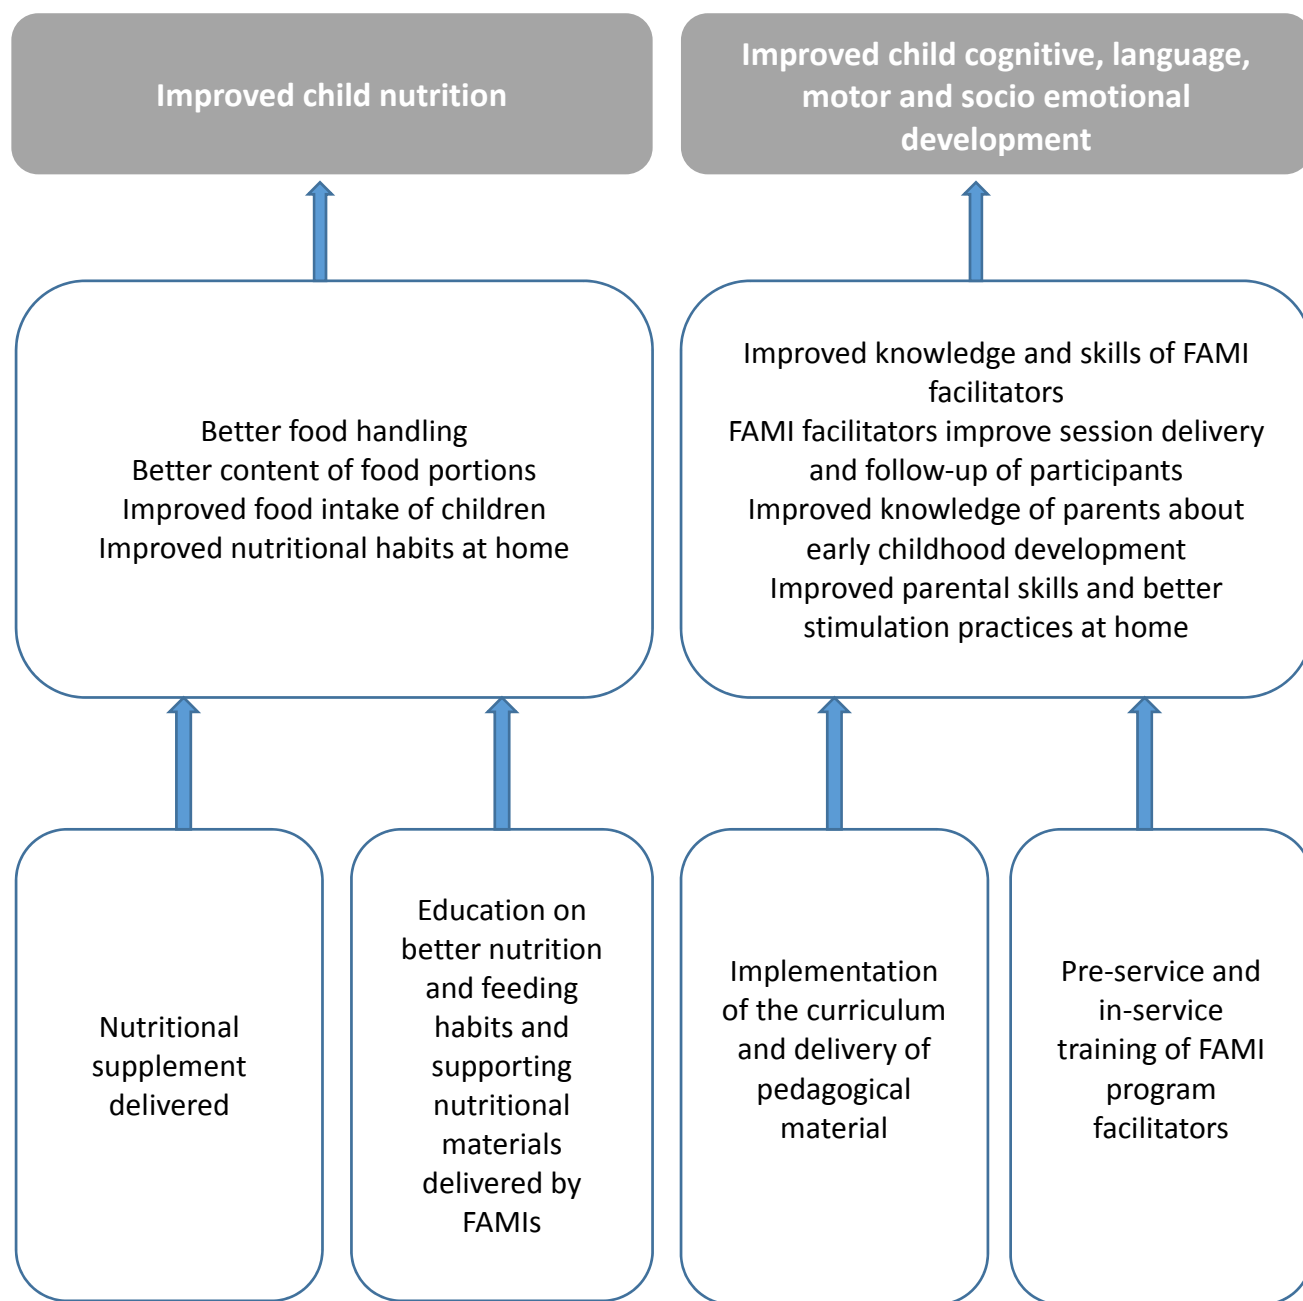 Improved child nutrition
Improved child cognitive, language,
motor and socio emotional
development
Better food handling
Better content of food portions
Improved food intake of children
Improved nutritional habits at home
Improved knowledge and skills of FAMI
facilitators
FAMI facilitators improve session delivery
and follow-up of participants
Improved knowledge of parents about
early childhood development
Improved parental skills and better
stimulation practices at home
Nutritional
supplement
delivered
Education on
better nutrition
and feeding
habits and
supporting
nutritional
materials
delivered by
FAMIs
Implementation
of the curriculum
and delivery of
pedagogical
material
Pre-service and
in-service
training of FAMI
program
facilitators